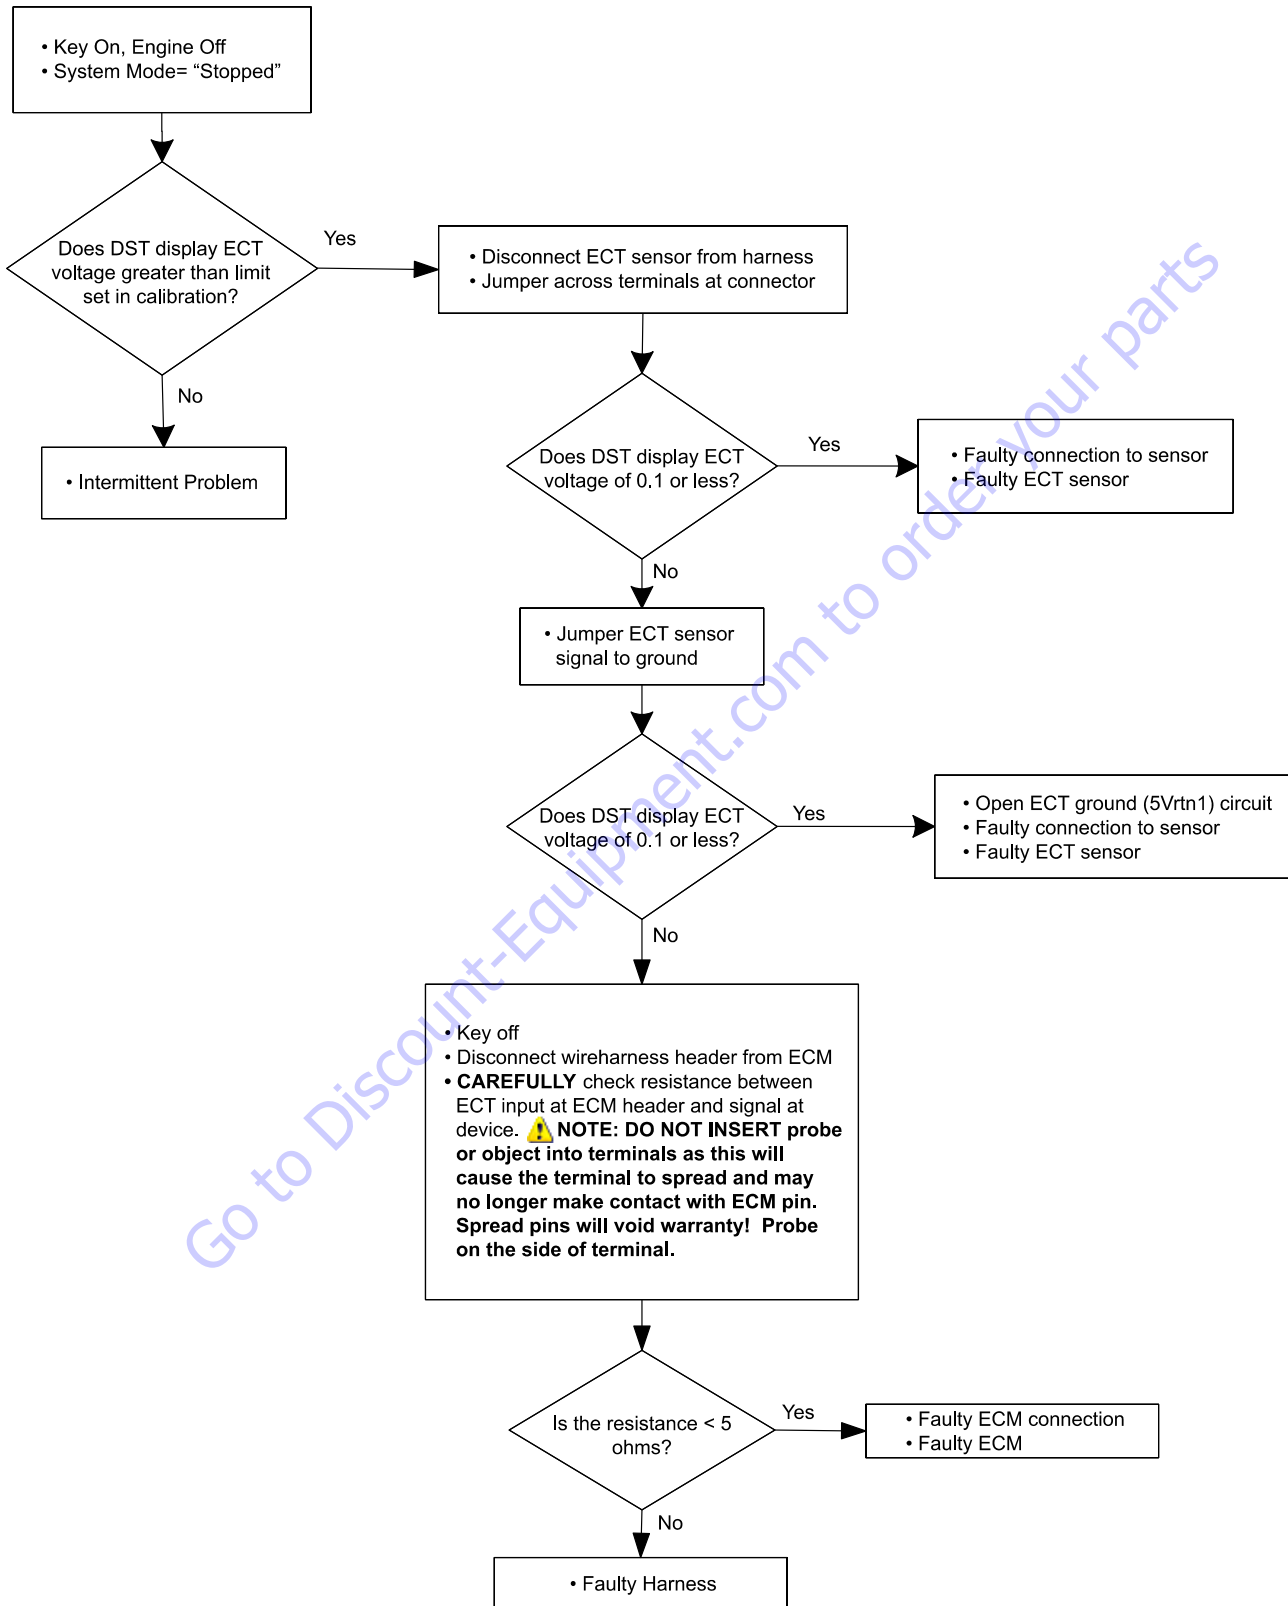 • Key On, Engine Off
• System Mode= “Stopped”
Does DST display ECT
voltage greater than limit
set in calibration?
Yes
• Disconnect ECT sensor from harness
• Jumper across terminals at connector
No
• Intermittent Problem
Does DST display ECT
voltage of 0.1 or less?
Yes
• Faulty connection to sensor
• Faulty ECT sensor
No
• Jumper ECT sensor
signal to ground
Does DST display ECT
voltage of 0.1 or less?
Yes
• Open ECT ground (5Vrtn1) circuit
• Faulty connection to sensor
• Faulty ECT sensor
No
• Key off
• Disconnect wireharness header from ECM
• CAREFULLY check resistance between
ECT input at ECM header and signal at
device. NOTE: DO NOT INSERT probe
or object into terminals as this will
cause the terminal to spread and may
no longer make contact with ECM pin.
Spread pins will void warranty! Probe
on the side of terminal.
Is the resistance < 5
ohms?
Yes
• Faulty ECM connection
• Faulty ECM
No
• Faulty Harness
Go to Discount-Equipment.com to order your parts